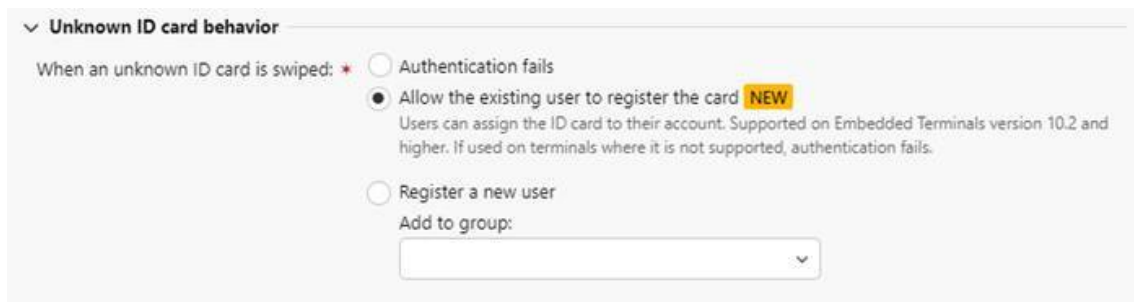 Unknown ID card behavior
When an unknown ID card is swiped: * Authentication fails
Allow the existing user to register the card NEW
Users can assign the ID card to their account. Supported on Embedded Terminals version 10.2 and
higher. If used on terminals where it is not supported, authentication fails.
Register a new user
Add to group: